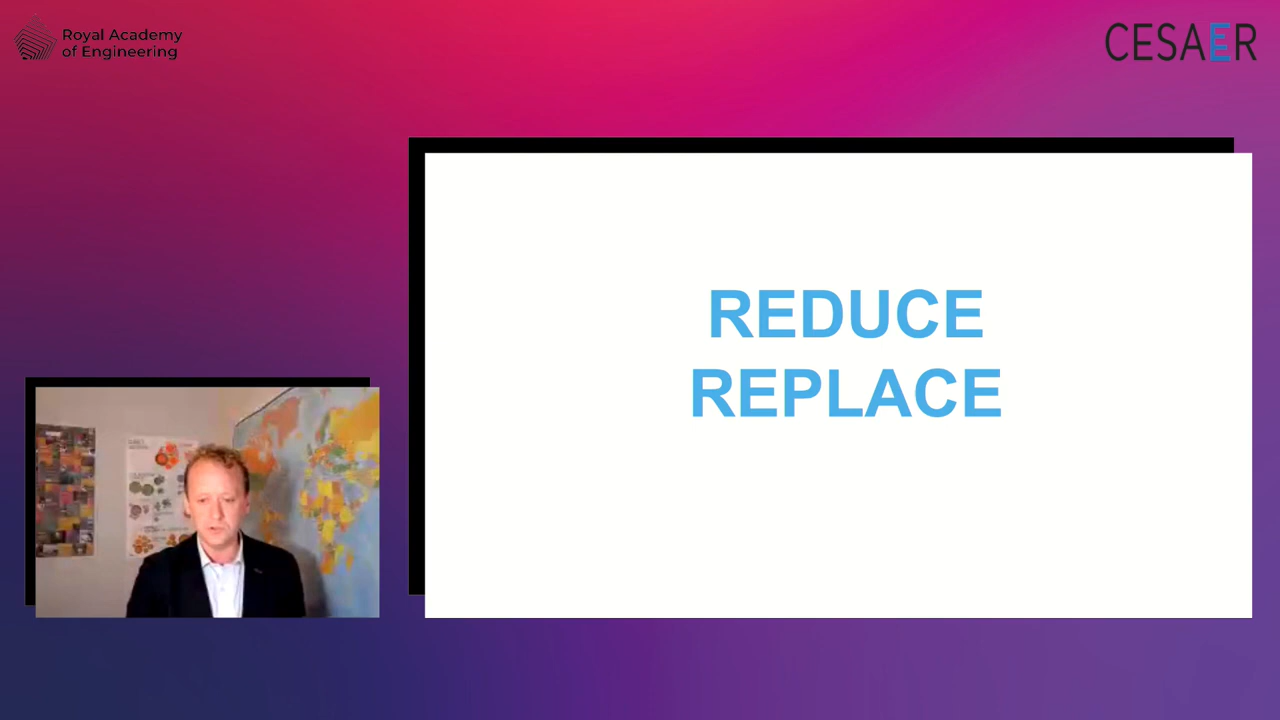 Royal Academy
of Engineering
CESAER
REDUCE
REPLACE